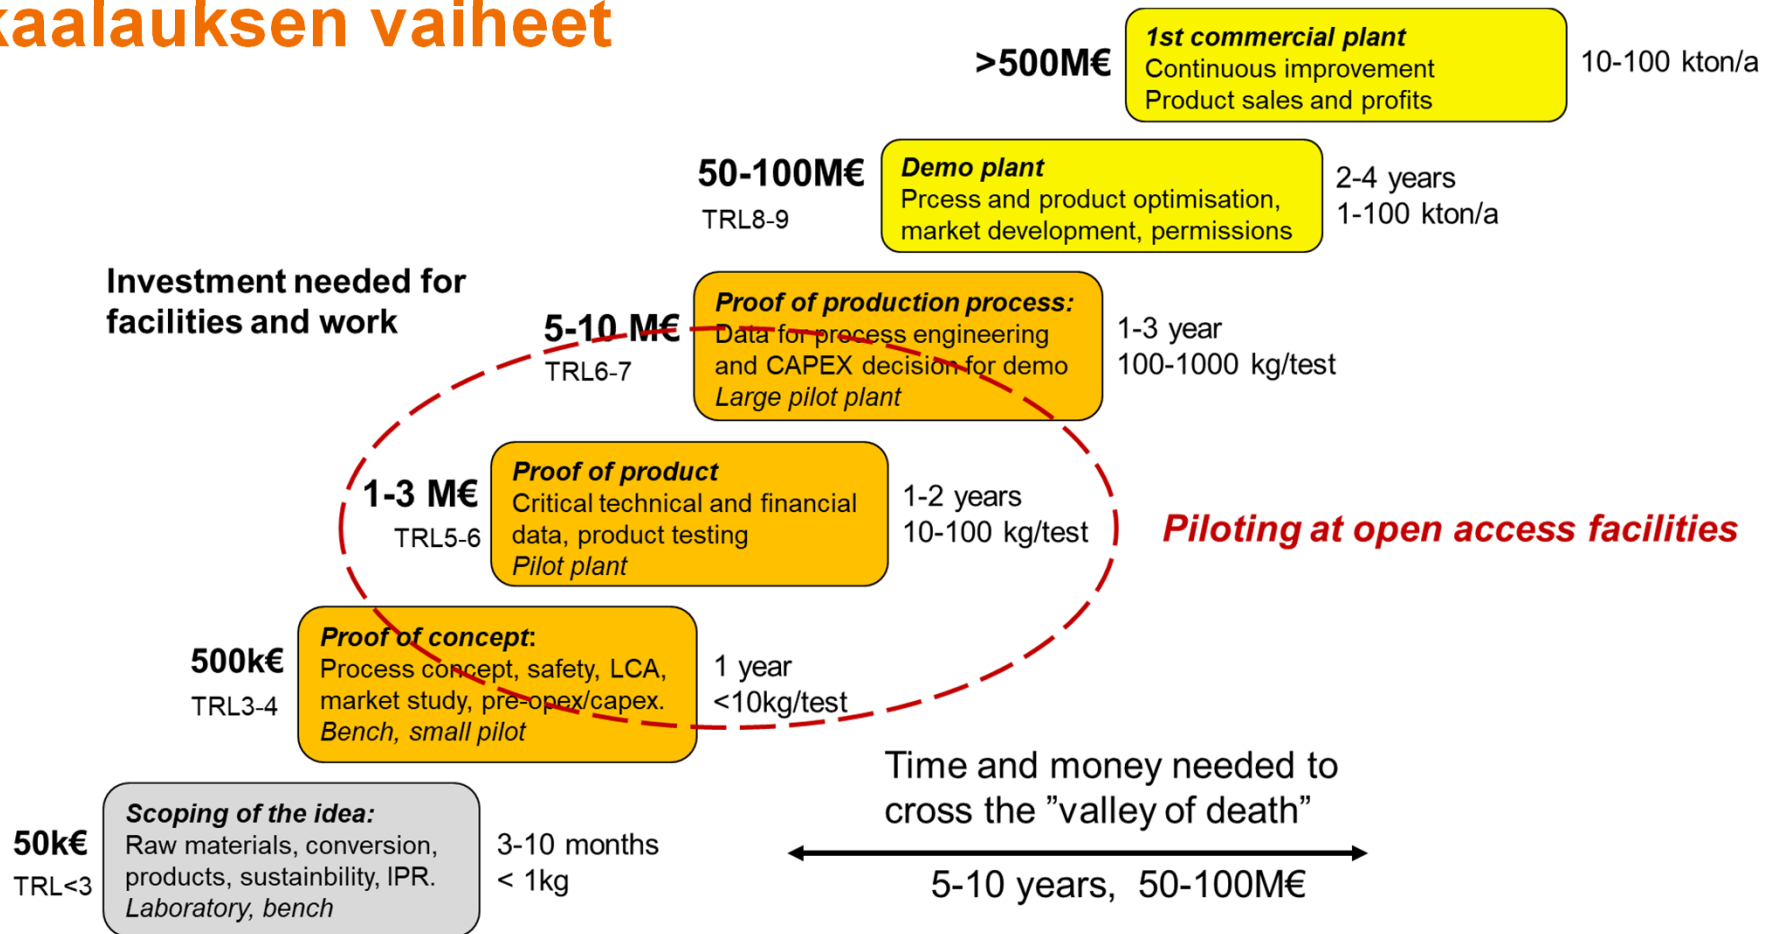 kaalauksen vaiheet
>500M€
1st commercial plant
Continuous improvement
Product sales and profits
10-100 kton/a
50-100M€
TRL8-9
Demo plant
Prcess and product optimisation,
market development, permissions
2-4 years
1-100 kton/a
Investment needed for
facilities and work
5-10 M€
TRL6-7
Proof of production process:
Data for process engineering
and CAPEX decision for demo
Large pilot plant
1-3 year
100-1000 kg/test
1-3 M€
TRL5-6
Proof of product
Critical technical and financial
data, product testing
Pilot plant
1-2 years
10-100 kg/test
Piloting at open access facilities
500k€
TRL3-4
Proof of concept:
Process concept, safety, LCA,
market study, pre-opex/capex.
Bench, small pilot
1 year
<10kg/test
50k€
TRL<3
Scoping of the idea:
Raw materials, conversion,
products, sustainbility, IPR.
Laboratory, bench
3-10 months
< 1kg
Time and money needed to
cross the ”valley of death”
5-10 years, 50-100M€